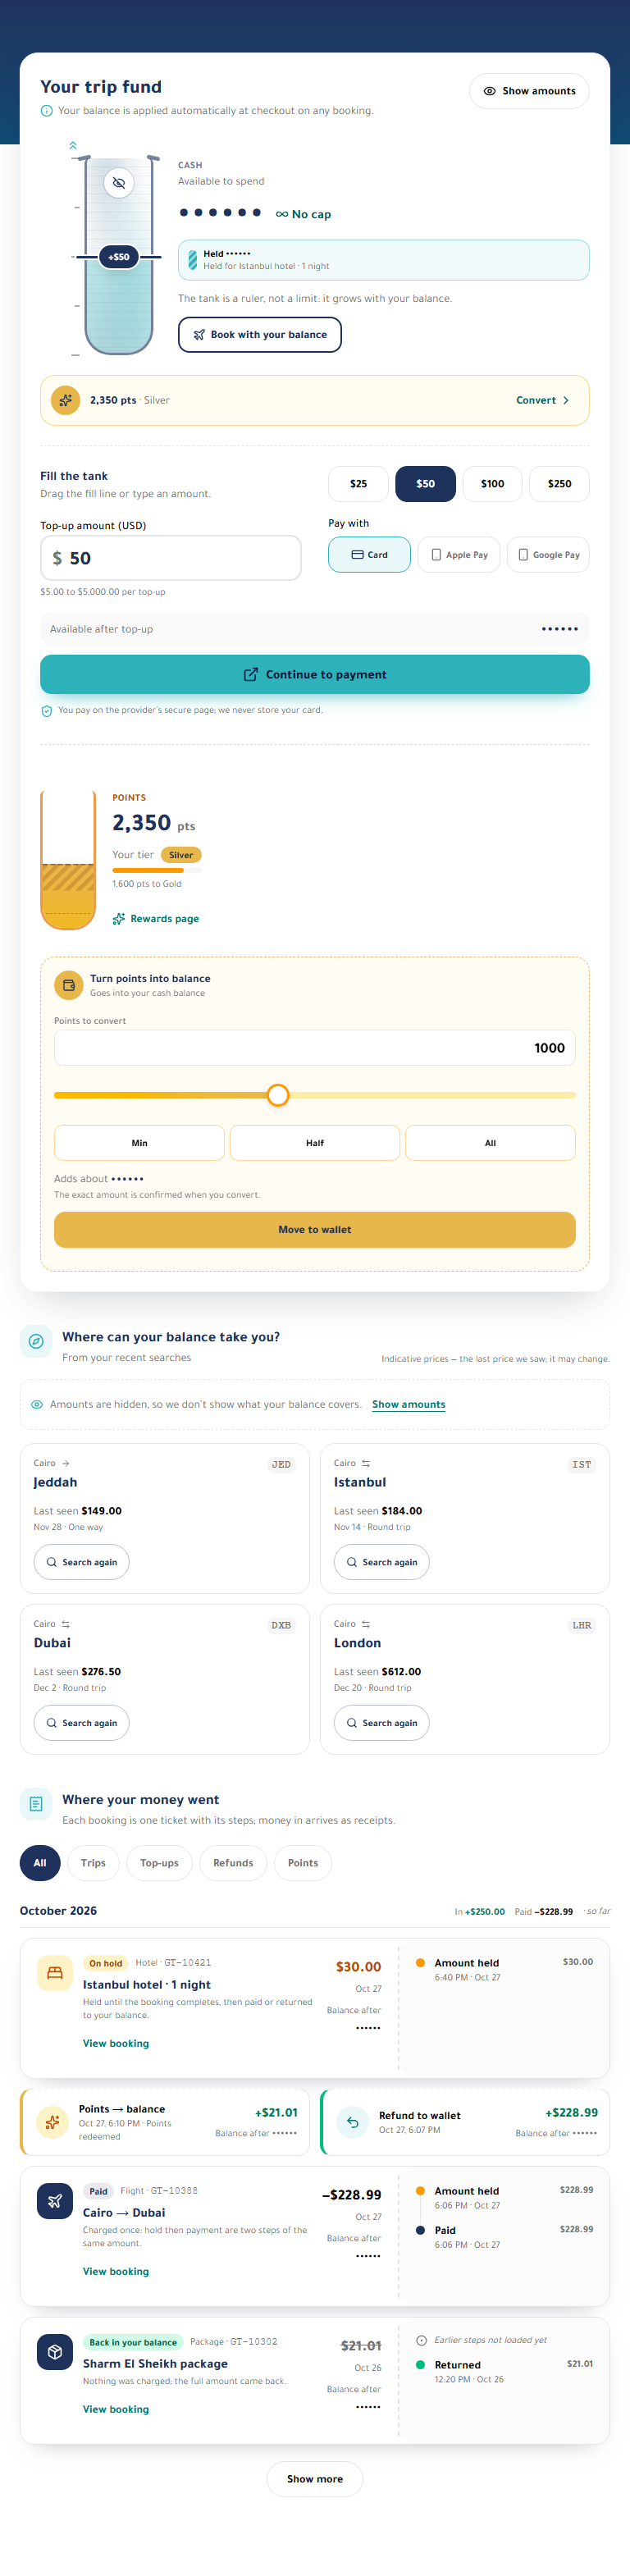 Your trip fund
Show amounts
Your balance is applied automatically at checkout on any booking.
CASH
Available to spend
•••••• No cap
+$50
Held ••••••
Held for Istanbul hotel · 1 night
The tank is a ruler, not a limit: it grows with your balance.
Book with your balance
2,350 pts · Silver
Convert
Fill the tank
Drag the fill line or type an amount.
$25 $50 $100 $250
Top-up amount (USD)
$ 50
$5.00 to $5,000.00 per top-up
Pay with
Card Apple Pay Google Pay
Available after top-up ••••••
Continue to payment
You pay on the provider's secure page; we never store your card.
POINTS
2,350 pts
Your tier Silver
1,600 pts to Gold
Rewards page
Turn points into balance
Goes into your cash balance
Points to convert
1000
Min Half All
Adds about ••••••
The exact amount is confirmed when you convert.
Move to wallet
Where can your balance take you?
From your recent searches
Indicative prices — the last price we saw; it may change.
Amounts are hidden, so we don't show what your balance covers. Show amounts
Cairo → JED
Jeddah
Last seen $149.00
Nov 28 · One way
Search again
Cairo ⇆ IST
Istanbul
Last seen $184.00
Nov 14 · Round trip
Search again
Cairo ⇆ DXB
Dubai
Last seen $276.50
Dec 2 · Round trip
Search again
Cairo ⇆ LHR
London
Last seen $612.00
Dec 20 · Round trip
Search again
Where your money went
Each booking is one ticket with its steps; money in arrives as receipts.
All Trips Top-ups Refunds Points
October 2026
In +$250.00 Paid −$228.99 · so far
On hold Hotel · GT-10421
Istanbul hotel · 1 night
Held until the booking completes, then paid or returned
to your balance.
View booking
$30.00
Oct 27
Balance after
••••••
Amount held $30.00
6:40 PM · Oct 27
Points → balance
Oct 27, 6:10 PM · Points
redeemed
+$21.01
Balance after ••••••
Refund to wallet
Oct 27, 6:07 PM
+$228.99
Balance after ••••••
Paid Flight · GT-10388
Cairo → Dubai
Charged once: hold then payment are two steps of the
same amount.
View booking
−$228.99
Oct 27
Balance after
••••••
Amount held $228.99
6:06 PM · Oct 27
Paid $228.99
6:06 PM · Oct 27
Back in your balance Package · GT-10302
Sharm El Sheikh package
Nothing was charged; the full amount came back.
View booking
$21.01
Oct 26
Balance after
••••••
Earlier steps not loaded yet
Returned $21.01
12:20 PM · Oct 26
Show more